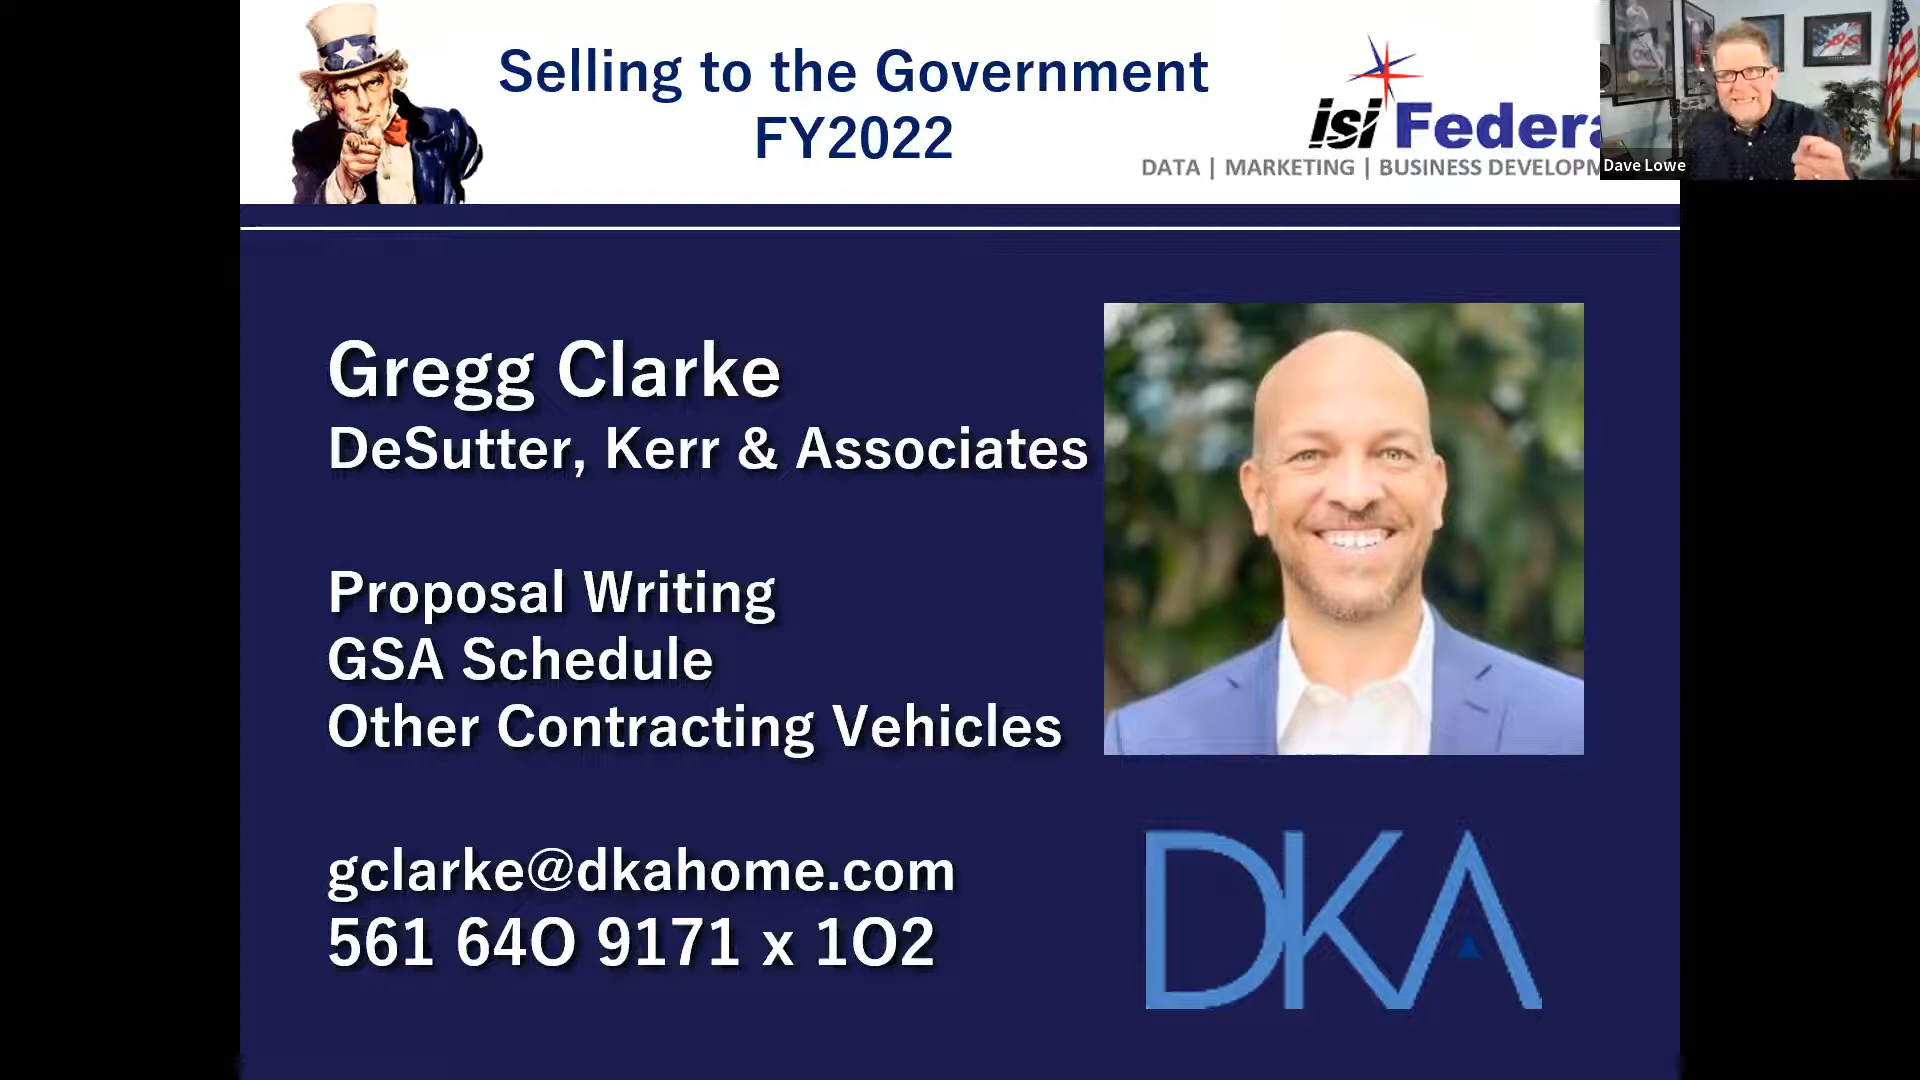 Selling to the Government
FY2022
isi Federa
DATA | MARKETING | BUSINESS DEVELOPM
Dave Lowe
Gregg Clarke
DeSutter, Kerr & Associates
Proposal Writing
GSA Schedule
Other Contracting Vehicles
gclarke@dkahome.com
561 640 9171 x 102
DKA